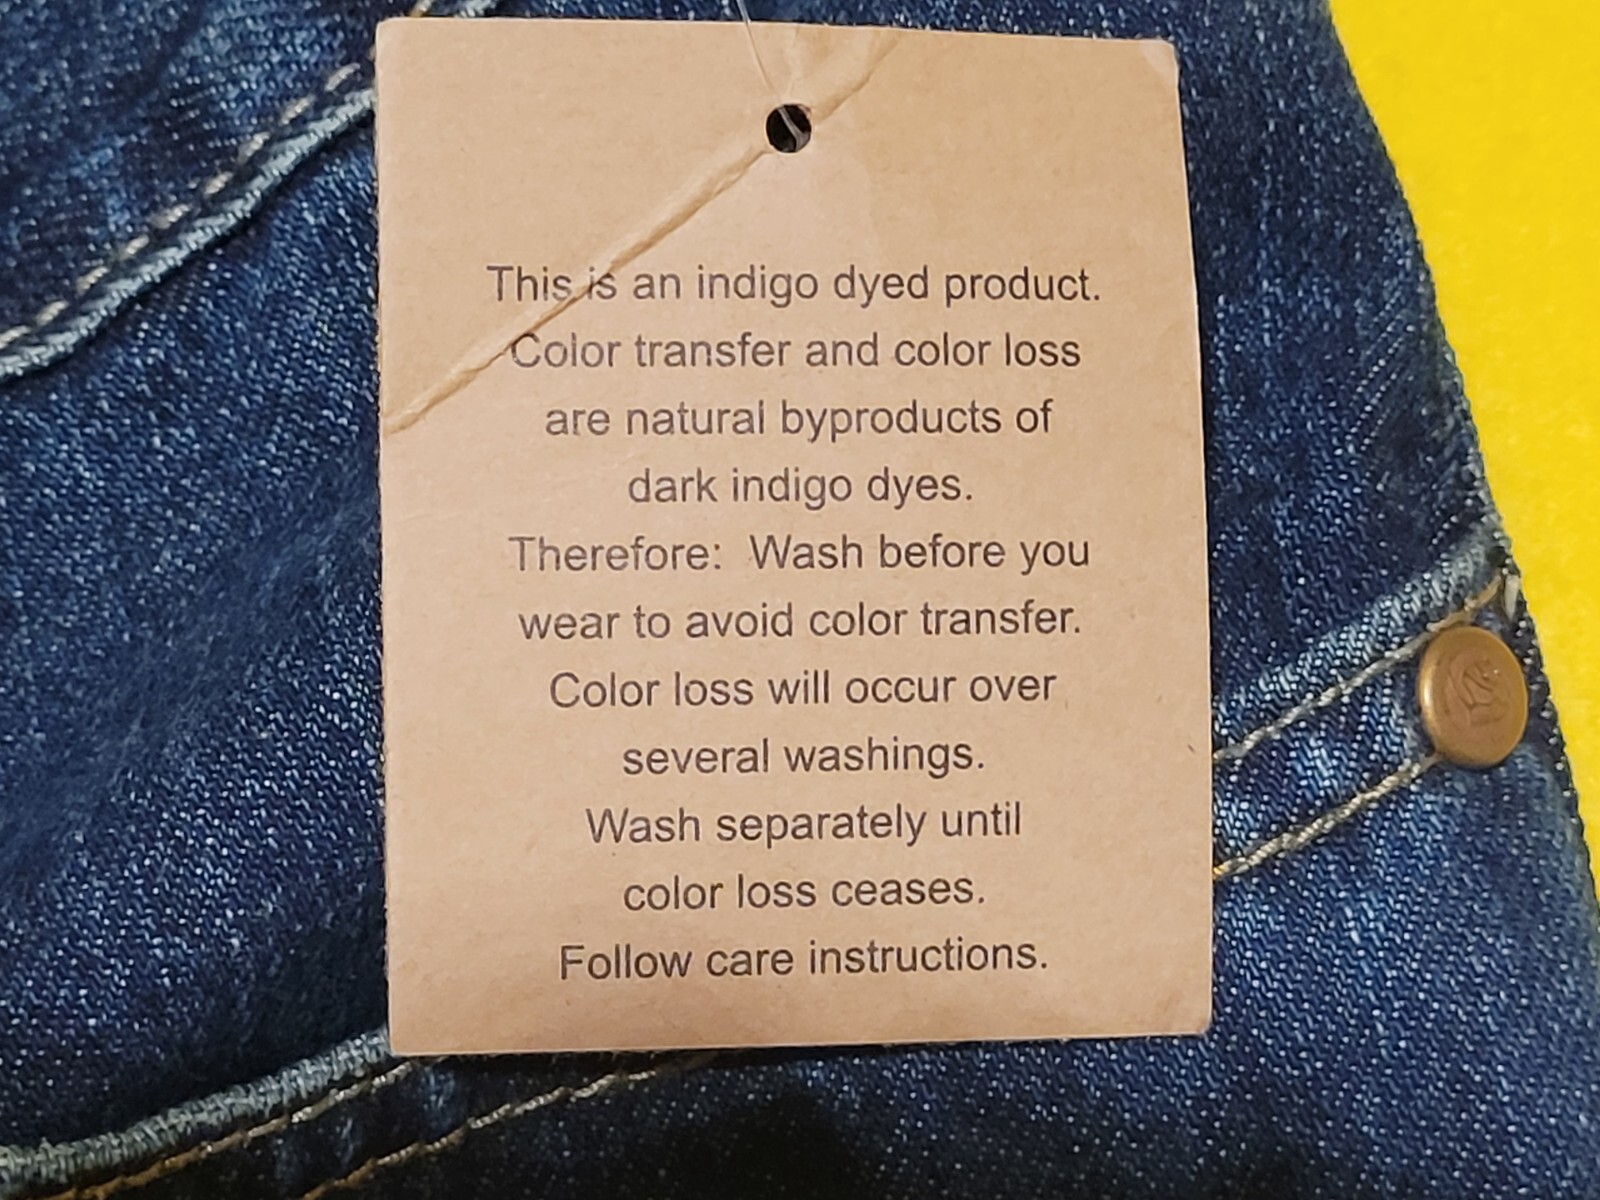 This is an indigo dyed product.
Color transfer and color loss
are natural byproducts of
dark indigo dyes.
Therefore:  Wash before you
wear to avoid color transfer.
Color loss will occur over
several washings.
Wash separately until
color loss ceases.
Follow care instructions.